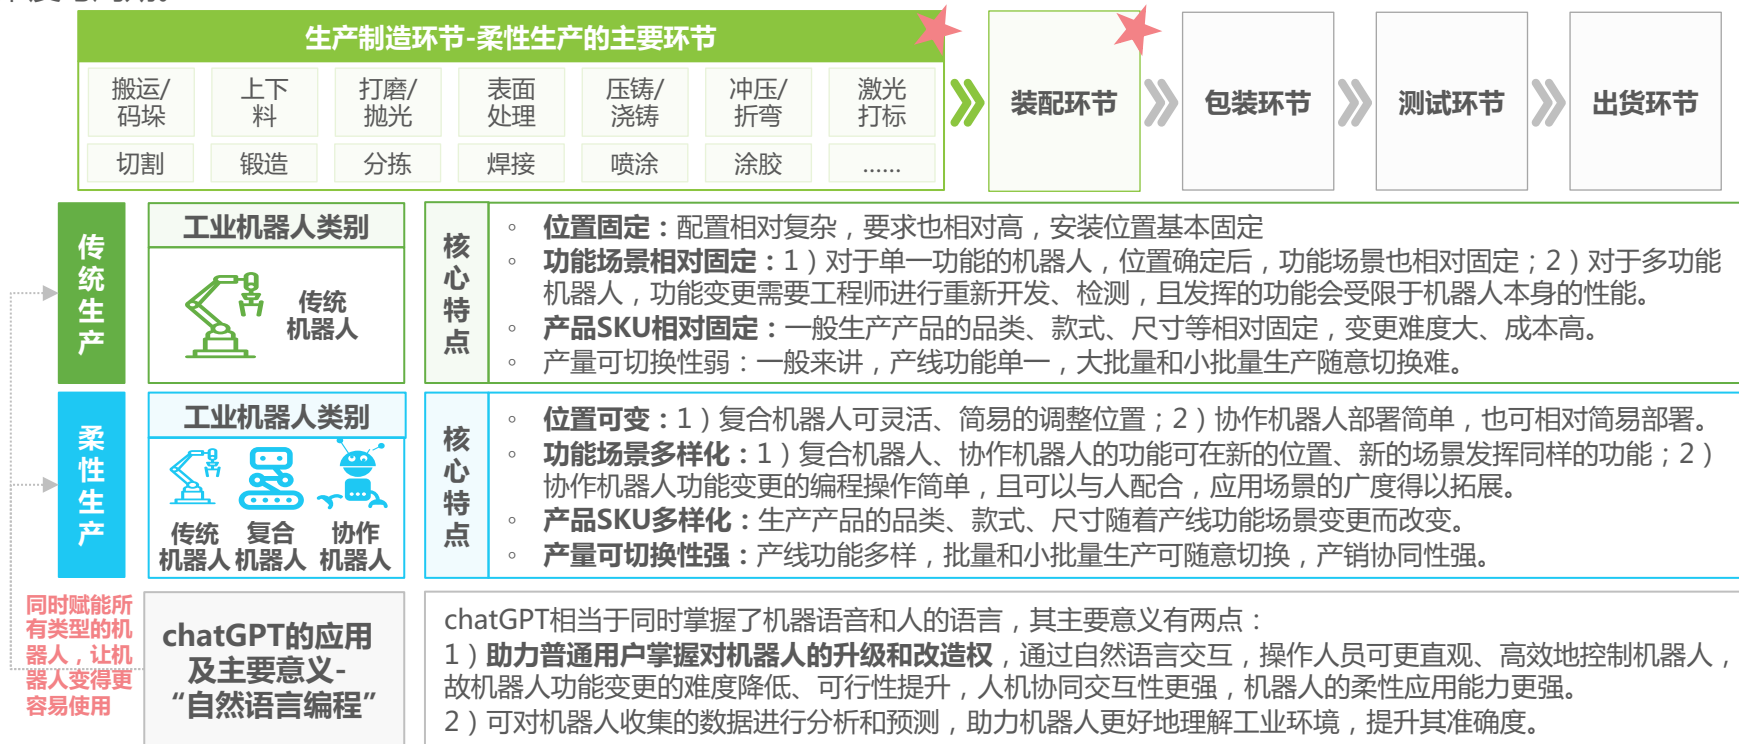 生产制造环节-柔性生产的主要环节
搬运/
码垛
上下
料
打磨/
抛光
表面
处理
压铸/
浇铸
冲压/
折弯
激光
打标
切割
锻造
分拣
焊接
喷涂
涂胶
......
装配环节
包装环节
测试环节
出货环节
传统生产
工业机器人类别
传统
机器人
核心特点
◦ 位置固定：配置相对复杂，要求也相对高，安装位置基本固定
◦ 功能场景相对固定：1）对于单一功能的机器人，位置确定后，功能场景也相对固定；2）对于多功能
机器人，功能变更需要工程师进行重新开发、检测，且发挥的功能会受限于机器人本身的性能。
◦ 产品SKU相对固定：一般生产产品的品类、款式、尺寸等相对固定，变更难度大、成本高。
◦ 产量可切换性弱：一般来讲，产线功能单一，大批量和小批量生产随意切换难。
柔性生产
工业机器人类别
传统
机器人
复合
机器人
协作
机器人
核心特点
◦ 位置可变：1）复合机器人可灵活、简易的调整位置；2）协作机器人部署简单，也可相对简易部署。
◦ 功能场景多样化：1）复合机器人、协作机器人的功能可在新的位置、新的场景发挥同样的功能；2）
协作机器人功能变更的编程操作简单，且可以与人配合，应用场景的广度得以拓展。
◦ 产品SKU多样化：生产产品的品类、款式、尺寸随着产线功能场景变更而改变。
◦ 产量可切换性强：产线功能多样，批量和小批量生产可随意切换，产销协同性强。
同时赋能所
有类型的机
器人，让机
器人变得更
容易使用
chatGPT的应用
及主要意义-
“自然语言编程”
chatGPT相当于同时掌握了机器语音和人的语言，其主要意义有两点：
1）助力普通用户掌握对机器人的升级和改造权，通过自然语言交互，操作人员可更直观、高效地控制机器人，
故机器人功能变更的难度降低、可行性提升，人机协同交互性更强，机器人的柔性应用能力更强。
2）可对机器人收集的数据进行分析和预测，助力机器人更好地理解工业环境，提升其准确度。